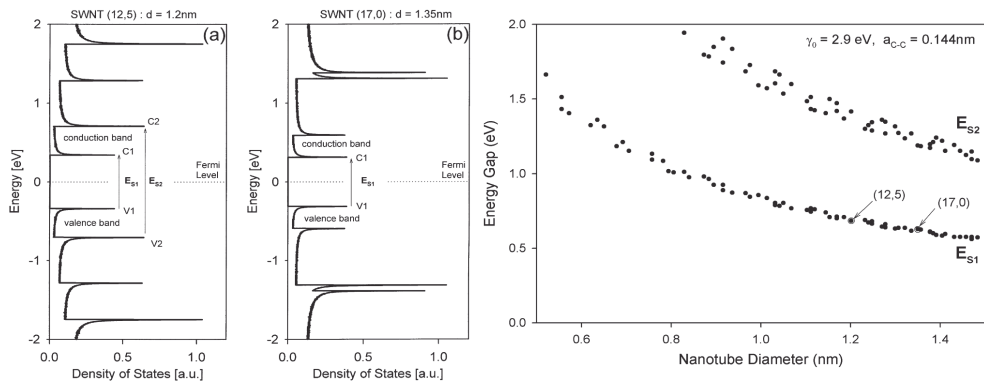 SWNT (12,5) : d = 1.2nm
(a)
2
1
0
-1
-2
Energy [eV]
C2
conduction band
C1
Fermi
Level
E_S1
E_S2
V1
valence band
V2
0.0
0.5
1.0
Density of States [a.u.]
SWNT (17,0) : d = 1.35nm
(b)
2
1
0
-1
-2
Energy [eV]
conduction band
C1
Fermi
Level
E_S1
V1
valence band
0.0
0.5
1.0
Density of States [a.u.]
γ₀ = 2.9 eV, a_C-C = 0.144nm
2.0
1.5
1.0
0.5
0.0
Energy Gap (eV)
E_S2
(12,5)
(17,0)
E_S1
0.6
0.8
1.0
1.2
1.4
Nanotube Diameter (nm)